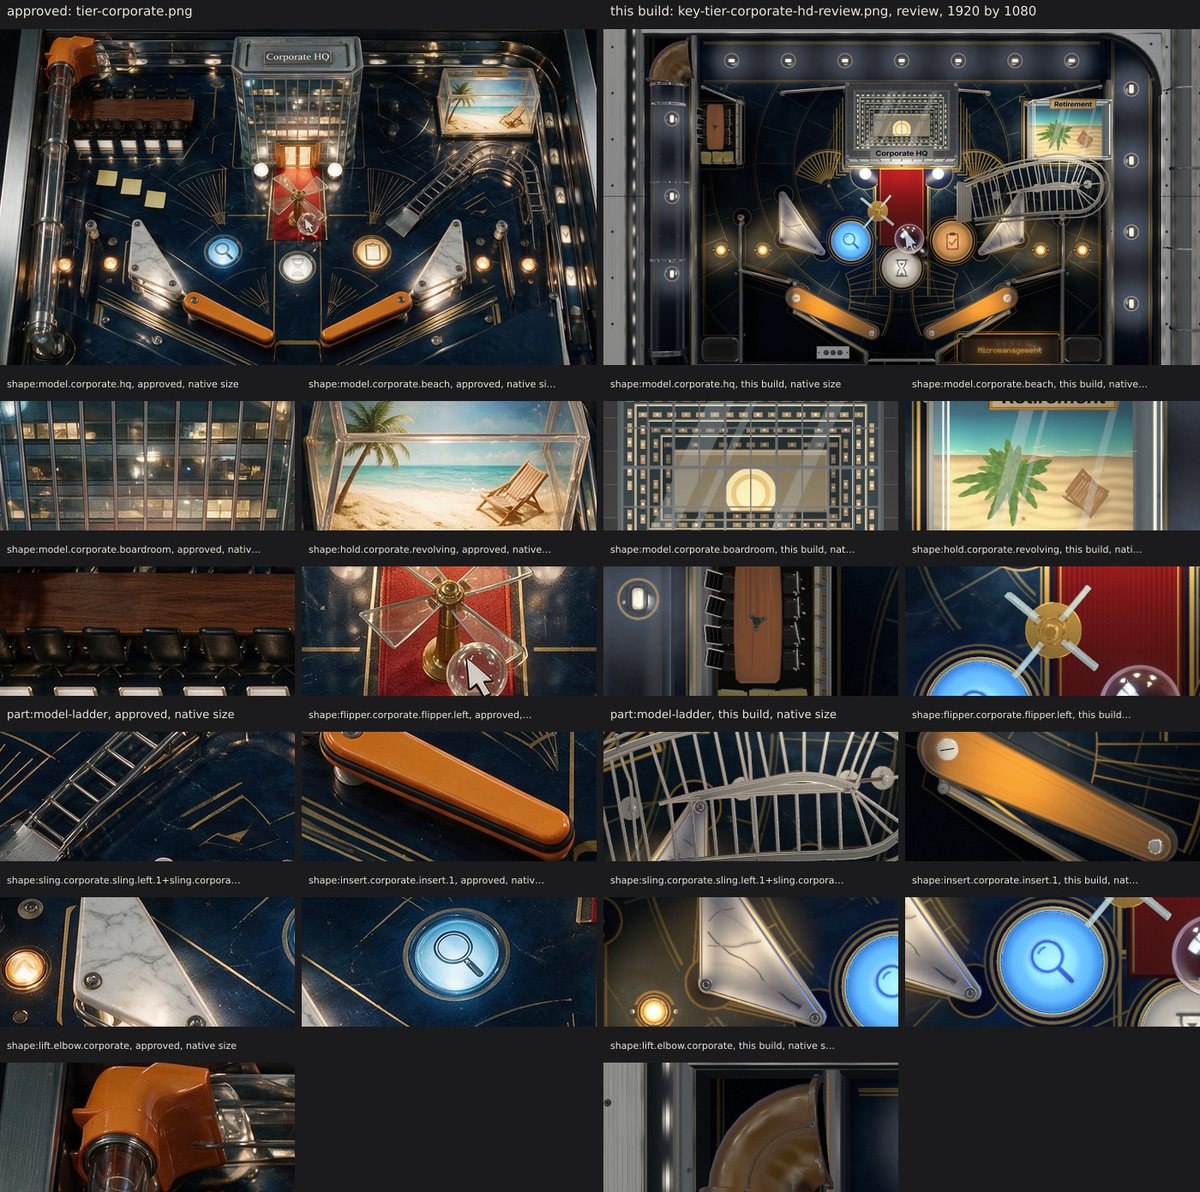 approved: tier-corporate.png
this build: key-tier-corporate-hd-review.png, review, 1920 by 1080
Corporate HQ
Retirement
Corporate HQ
Retirement
Micromanagement
shape:model.corporate.hq, approved, native size
shape:model.corporate.beach, approved, native si...
shape:model.corporate.hq, this build, native size
shape:model.corporate.beach, this build, native...
shape:model.corporate.boardroom, approved, nativ...
shape:hold.corporate.revolving, approved, native...
shape:model.corporate.boardroom, this build, nat...
shape:hold.corporate.revolving, this build, nati...
part:model-ladder, approved, native size
shape:flipper.corporate.flipper.left, approved,...
part:model-ladder, this build, native size
shape:flipper.corporate.flipper.left, this build...
shape:sling.corporate.sling.left.1+sling.corpora...
shape:insert.corporate.insert.1, approved, nativ...
shape:sling.corporate.sling.left.1+sling.corpora...
shape:insert.corporate.insert.1, this build, nat...
shape:lift.elbow.corporate, approved, native size
shape:lift.elbow.corporate, this build, native s...